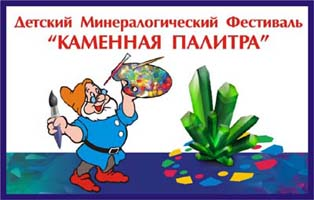 Детский Минералогический Фестиваль
“КАМЕННАЯ ПАЛИТРА”